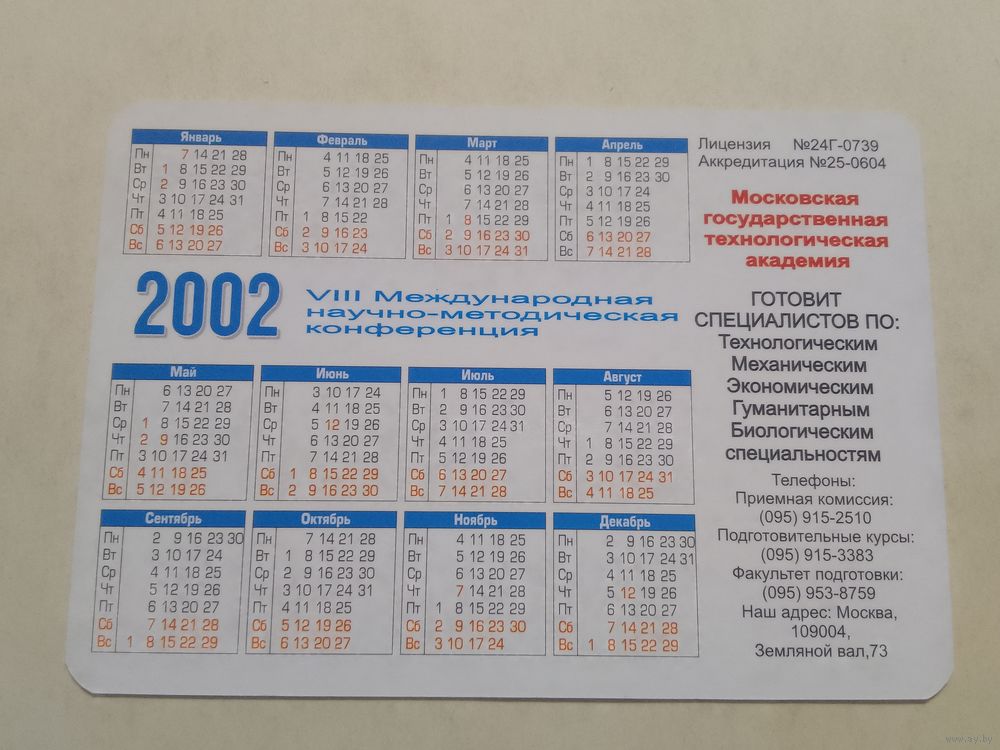 Январь
Пн 7 14 21 28
Вт 1 8 15 22 29
Ср 2 9 16 23 30
Чт 3 10 17 24 31
Пт 4 11 18 25
Сб 5 12 19 26
Вс 6 13 20 27
Февраль
Пн 4 11 18 25
Вт 5 12 19 26
Ср 6 13 20 27
Чт 7 14 21 28
Пт 1 8 15 22
Сб 2 9 16 23
Вс 3 10 17 24
Март
Пн 4 11 18 25
Вт 5 12 19 26
Ср 6 13 20 27
Чт 7 14 21 28
Пт 1 8 15 22 29
Сб 2 9 16 23 30
Вс 3 10 17 24 31
Апрель
Пн 1 8 15 22 29
Вт 2 9 16 23 30
Ср 3 10 17 24
Чт 4 11 18 25
Пт 5 12 19 26
Сб 6 13 20 27
Вс 7 14 21 28
2002
VIII Международная
научно-методическая
конференция
Май
Пн 6 13 20 27
Вт 7 14 21 28
Ср 1 8 15 22 29
Чт 2 9 16 23 30
Пт 3 10 17 24 31
Сб 4 11 18 25
Вс 5 12 19 26
Июнь
Пн 3 10 17 24
Вт 4 11 18 25
Ср 5 12 19 26
Чт 6 13 20 27
Пт 7 14 21 28
Сб 1 8 15 22 29
Вс 2 9 16 23 30
Июль
Пн 1 8 15 22 29
Вт 2 9 16 23 30
Ср 3 10 17 24 31
Чт 4 11 18 25
Пт 5 12 19 26
Сб 6 13 20 27
Вс 7 14 21 28
Август
Пн 5 12 19 26
Вт 6 13 20 27
Ср 7 14 21 28
Чт 1 8 15 22 29
Пт 2 9 16 23 30
Сб 3 10 17 24 31
Вс 4 11 18 25
Сентябрь
Пн 2 9 16 23 30
Вт 3 10 17 24
Ср 4 11 18 25
Чт 5 12 19 26
Пт 6 13 20 27
Сб 7 14 21 28
Вс 1 8 15 22 29
Октябрь
Пн 7 14 21 28
Вт 1 8 15 22 29
Ср 2 9 16 23 30
Чт 3 10 17 24 31
Пт 4 11 18 25
Сб 5 12 19 26
Вс 6 13 20 27
Ноябрь
Пн 4 11 18 25
Вт 5 12 19 26
Ср 6 13 20 27
Чт 7 14 21 28
Пт 1 8 15 22 29
Сб 2 9 16 23 30
Вс 3 10 17 24
Декабрь
Пн 2 9 16 23 30
Вт 3 10 17 24 31
Ср 4 11 18 25
Чт 5 12 19 26
Пт 6 13 20 27
Сб 7 14 21 28
Вс 1 8 15 22 29
Лицензия №24Г-0739
Аккредитация №25-0604
Московская
государственная
технологическая
академия
ГОТОВИТ
СПЕЦИАЛИСТОВ ПО:
Технологическим
Механическим
Экономическим
Гуманитарным
Биологическим
специальностям
Телефоны:
Приемная комиссия:
(095) 915-2510
Подготовительные курсы:
(095) 915-3383
Факультет подготовки:
(095) 953-8759
Наш адрес: Москва,
109004,
Земляной вал,73
www.ay.by